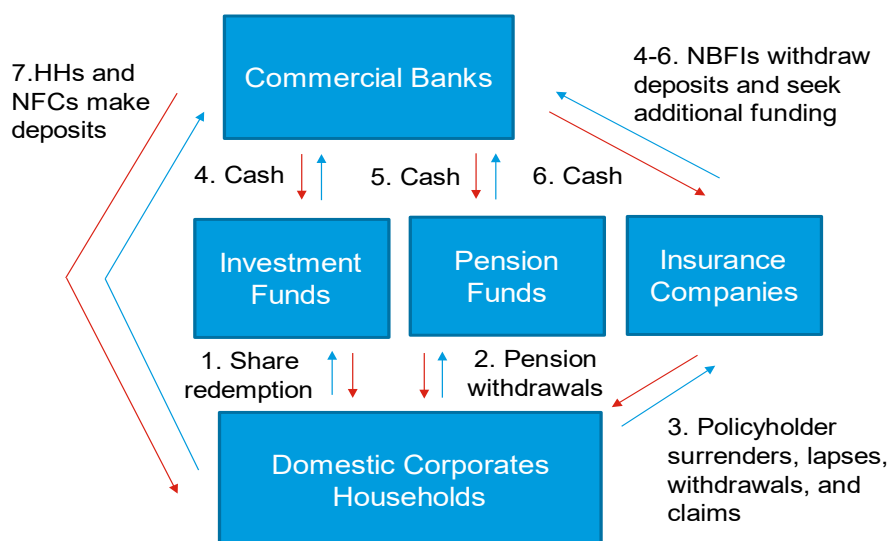 7.HHs and
NFCs make
deposits
Commercial Banks
4-6. NBFIs withdraw
deposits and seek
additional funding
4. Cash
5. Cash
6. Cash
Investment
Funds
Pension
Funds
Insurance
Companies
1. Share
redemption
2. Pension
withdrawals
Domestic Corporates
Households
3. Policyholder
surrenders, lapses,
withdrawals, and
claims